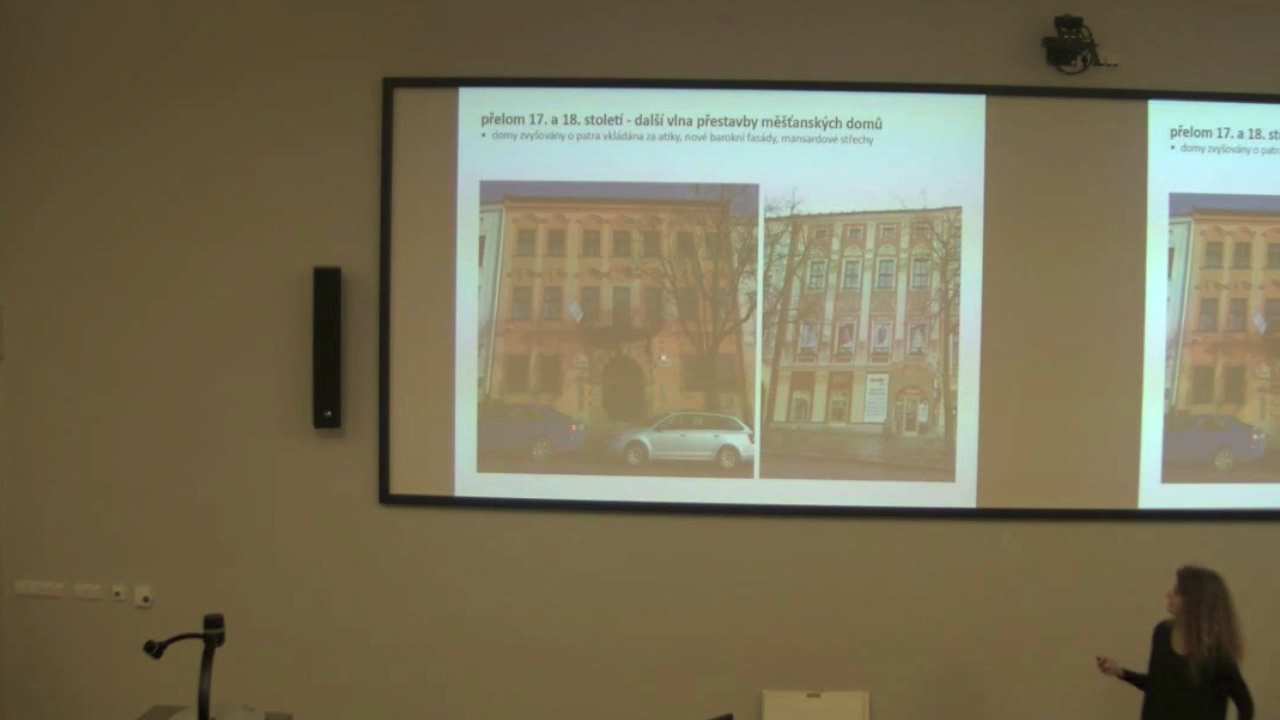 přelom 17. a 18. století - další vlna přestavby měšťanských domů
• domy zvyšovány o patra vkládána za atiky, nové barokní fasády, mansardové střechy
přelom 17. a 18. st
• domy zvyšovány o patr